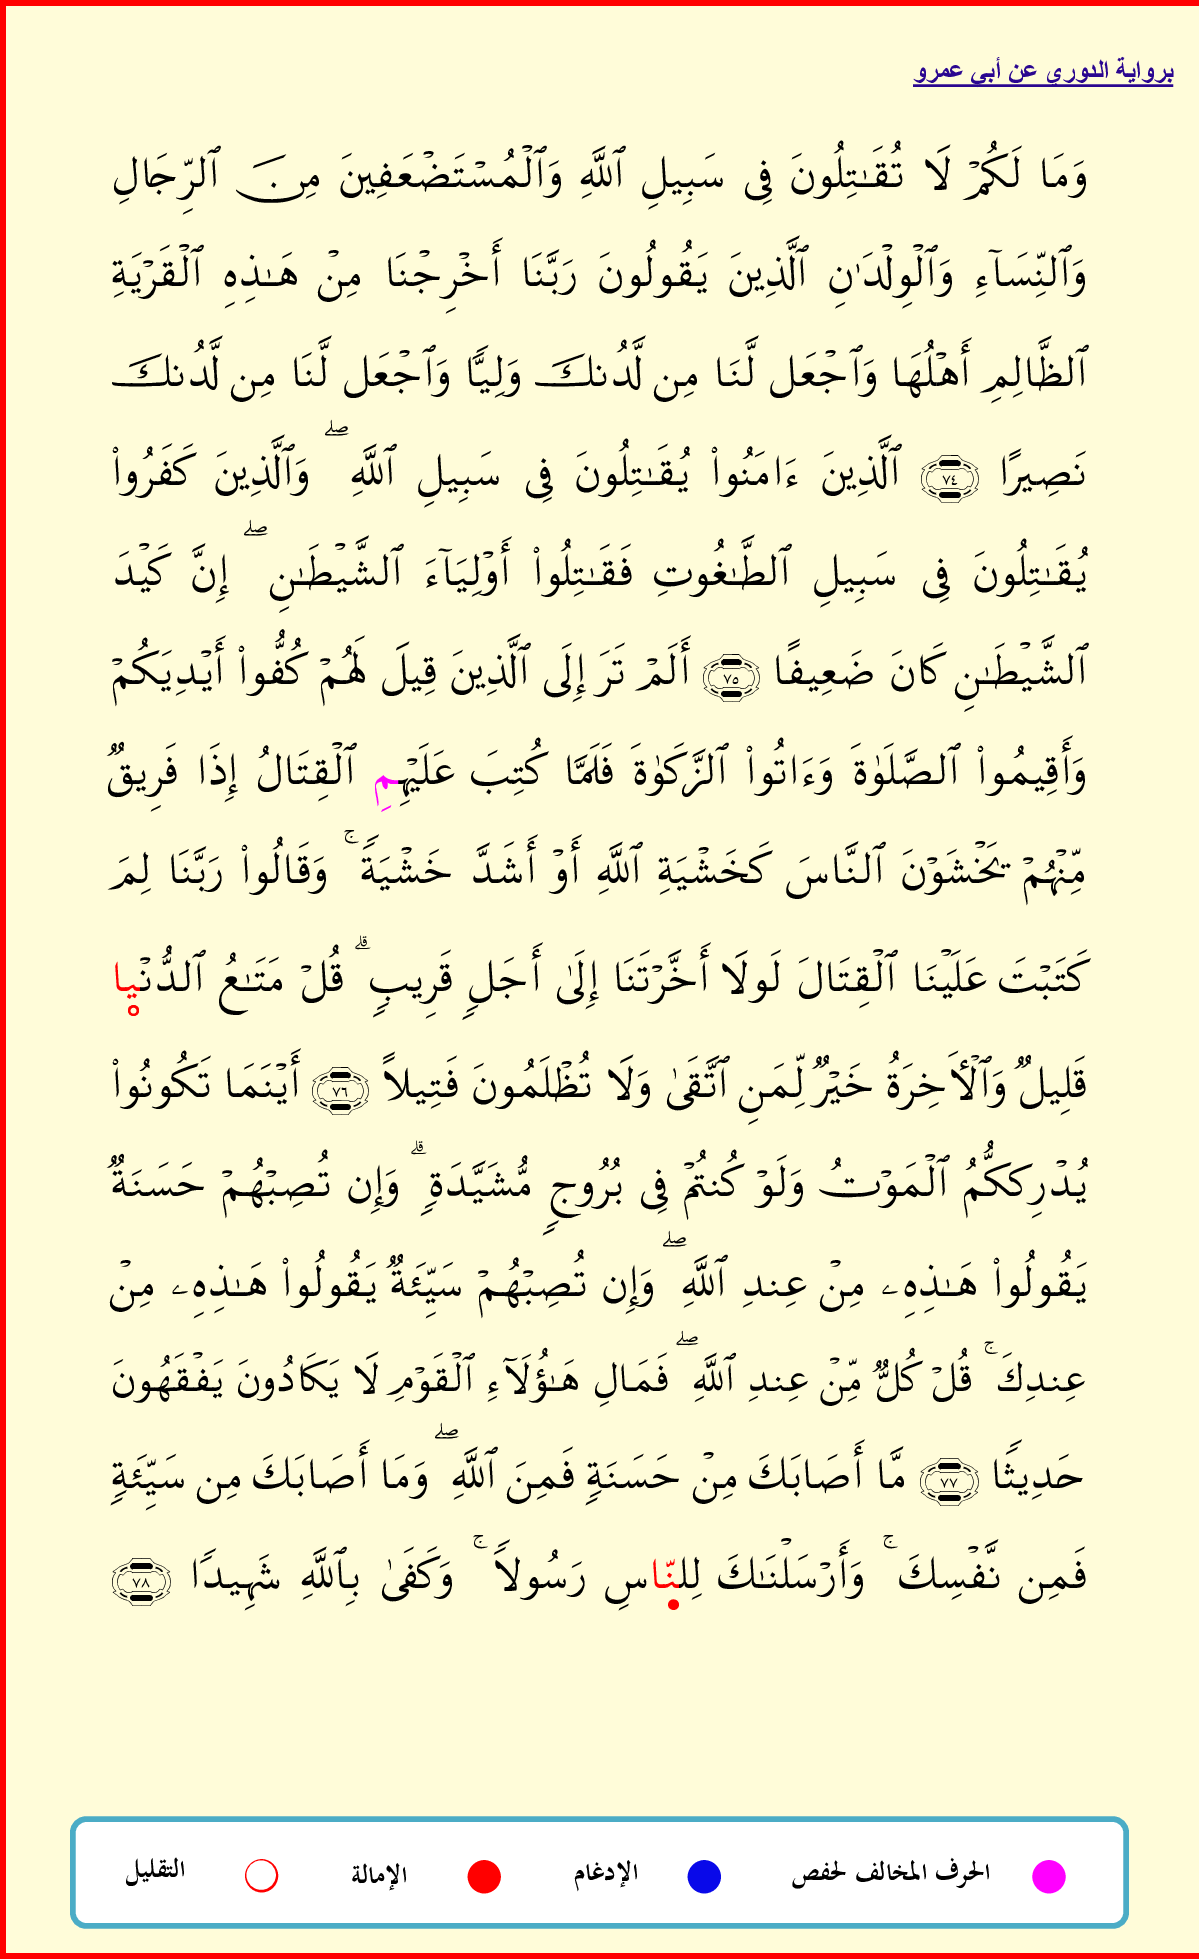 برواية الدوري عن أبي عمرو
وَمَا لَكُمۡ لَا تُقَٰتِلُونَ فِى سَبِيلِ ٱللَّهِ وَٱلۡمُسۡتَضۡعَفِينَ مِنَ ٱلرِّجَالِ
وَٱلنِّسَآءِ وَٱلۡوِلۡدَٰنِ ٱلَّذِينَ يَقُولُونَ رَبَّنَا أَخۡرِجۡنَا مِنۡ هَٰذِهِ ٱلۡقَرۡيَةِ
ٱلظَّالِمِ أَهۡلُهَا وَٱجۡعَل لَّنَا مِن لَّدُنكَ وَلِيًّا وَٱجۡعَل لَّنَا مِن لَّدُنكَ
نَصِيرًا ٧٤ ٱلَّذِينَ ءَامَنُواْ يُقَٰتِلُونَ فِى سَبِيلِ ٱللَّهِۖ وَٱلَّذِينَ كَفَرُواْ
يُقَٰتِلُونَ فِى سَبِيلِ ٱلطَّٰغُوتِ فَقَٰتِلُواْ أَوۡلِيَآءَ ٱلشَّيۡطَٰنِۖ إِنَّ كَيۡدَ
ٱلشَّيۡطَٰنِ كَانَ ضَعِيفًا ٧٥ أَلَمۡ تَرَ إِلَى ٱلَّذِينَ قِيلَ لَهُمۡ كُفُّواْ أَيۡدِيَكُمۡ
وَأَقِيمُواْ ٱلصَّلَوٰةَ وَءَاتُواْ ٱلزَّكَوٰةَ فَلَمَّا كُتِبَ عَلَيۡهِمِ ٱلۡقِتَالُ إِذَا فَرِيقٌ
مِّنۡهُمۡ يَخۡشَوۡنَ ٱلنَّاسَ كَخَشۡيَةِ ٱللَّهِ أَوۡ أَشَدَّ خَشۡيَةًۚ وَقَالُواْ رَبَّنَا لِمَ
كَتَبۡتَ عَلَيۡنَا ٱلۡقِتَالَ لَوۡلَا أَخَّرۡتَنَا إِلَىٰ أَجَلٍ قَرِيبٍۗ قُلۡ مَتَٰعُ ٱلدُّنۡيا
قَلِيلٌ وَٱلۡأَخِرَةُ خَيۡرٌ لِّمَنِ ٱتَّقَىٰ وَلَا تُظۡلَمُونَ فَتِيلاً ٧٦ أَيۡنَمَا تَكُونُواْ
يُدۡرِككُّمُ ٱلۡمَوۡتُ وَلَوۡ كُنتُمۡ فِى بُرُوجٍ مُّشَيَّدَةٍۗ وَإِن تُصِبۡهُمۡ حَسَنَةٌ
يَقُولُواْ هَٰذِهِۦ مِنۡ عِندِ ٱللَّهِۖ وَإِن تُصِبۡهُمۡ سَيِّئَةٌ يَقُولُواْ هَٰذِهِۦ مِنۡ
عِندِكَۚ قُلۡ كُلٌّ مِّنۡ عِندِ ٱللَّهِۖ فَمَالِ هَٰؤُلَآءِ ٱلۡقَوۡمِ لَا يَكَادُونَ يَفۡقَهُونَ
حَدِيثًا ٧٧ مَّا أَصَابَكَ مِنۡ حَسَنَةٍ فَمِنَ ٱللَّهِۖ وَمَا أَصَابَكَ مِن سَيِّئَةٍ
فَمِن نَّفۡسِكَۚ وَأَرۡسَلۡنَٰكَ لِلنّاسِ رَسُولاًۚ وَكَفَىٰ بِٱللَّهِ شَهِيدًا ٧٨
الحرف المخالف لحفص الإدغام الإمالة التقليل